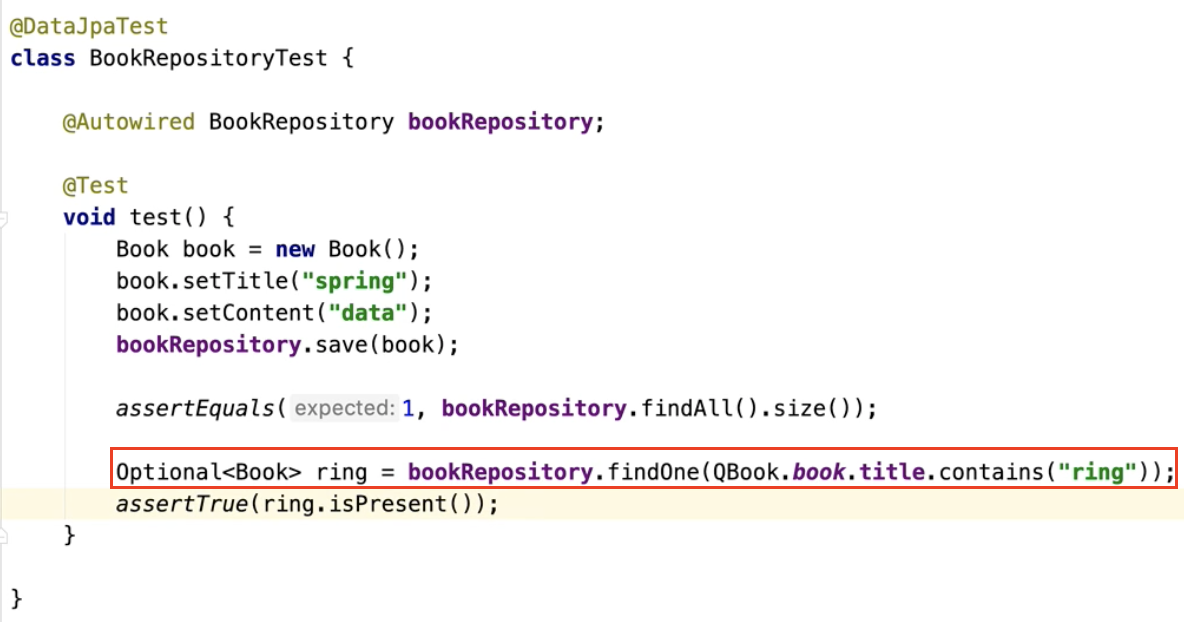 @DataJpaTest
class BookRepositoryTest {
@Autowired BookRepository bookRepository;
@Test
void test() {
Book book = new Book();
book.setTitle("spring");
book.setContent("data");
bookRepository.save(book);
assertEquals( expected: 1, bookRepository.findAll().size());
Optional<Book> ring = bookRepository.findOne(QBook.book.title.contains("ring"));
assertTrue(ring.isPresent());
}
}